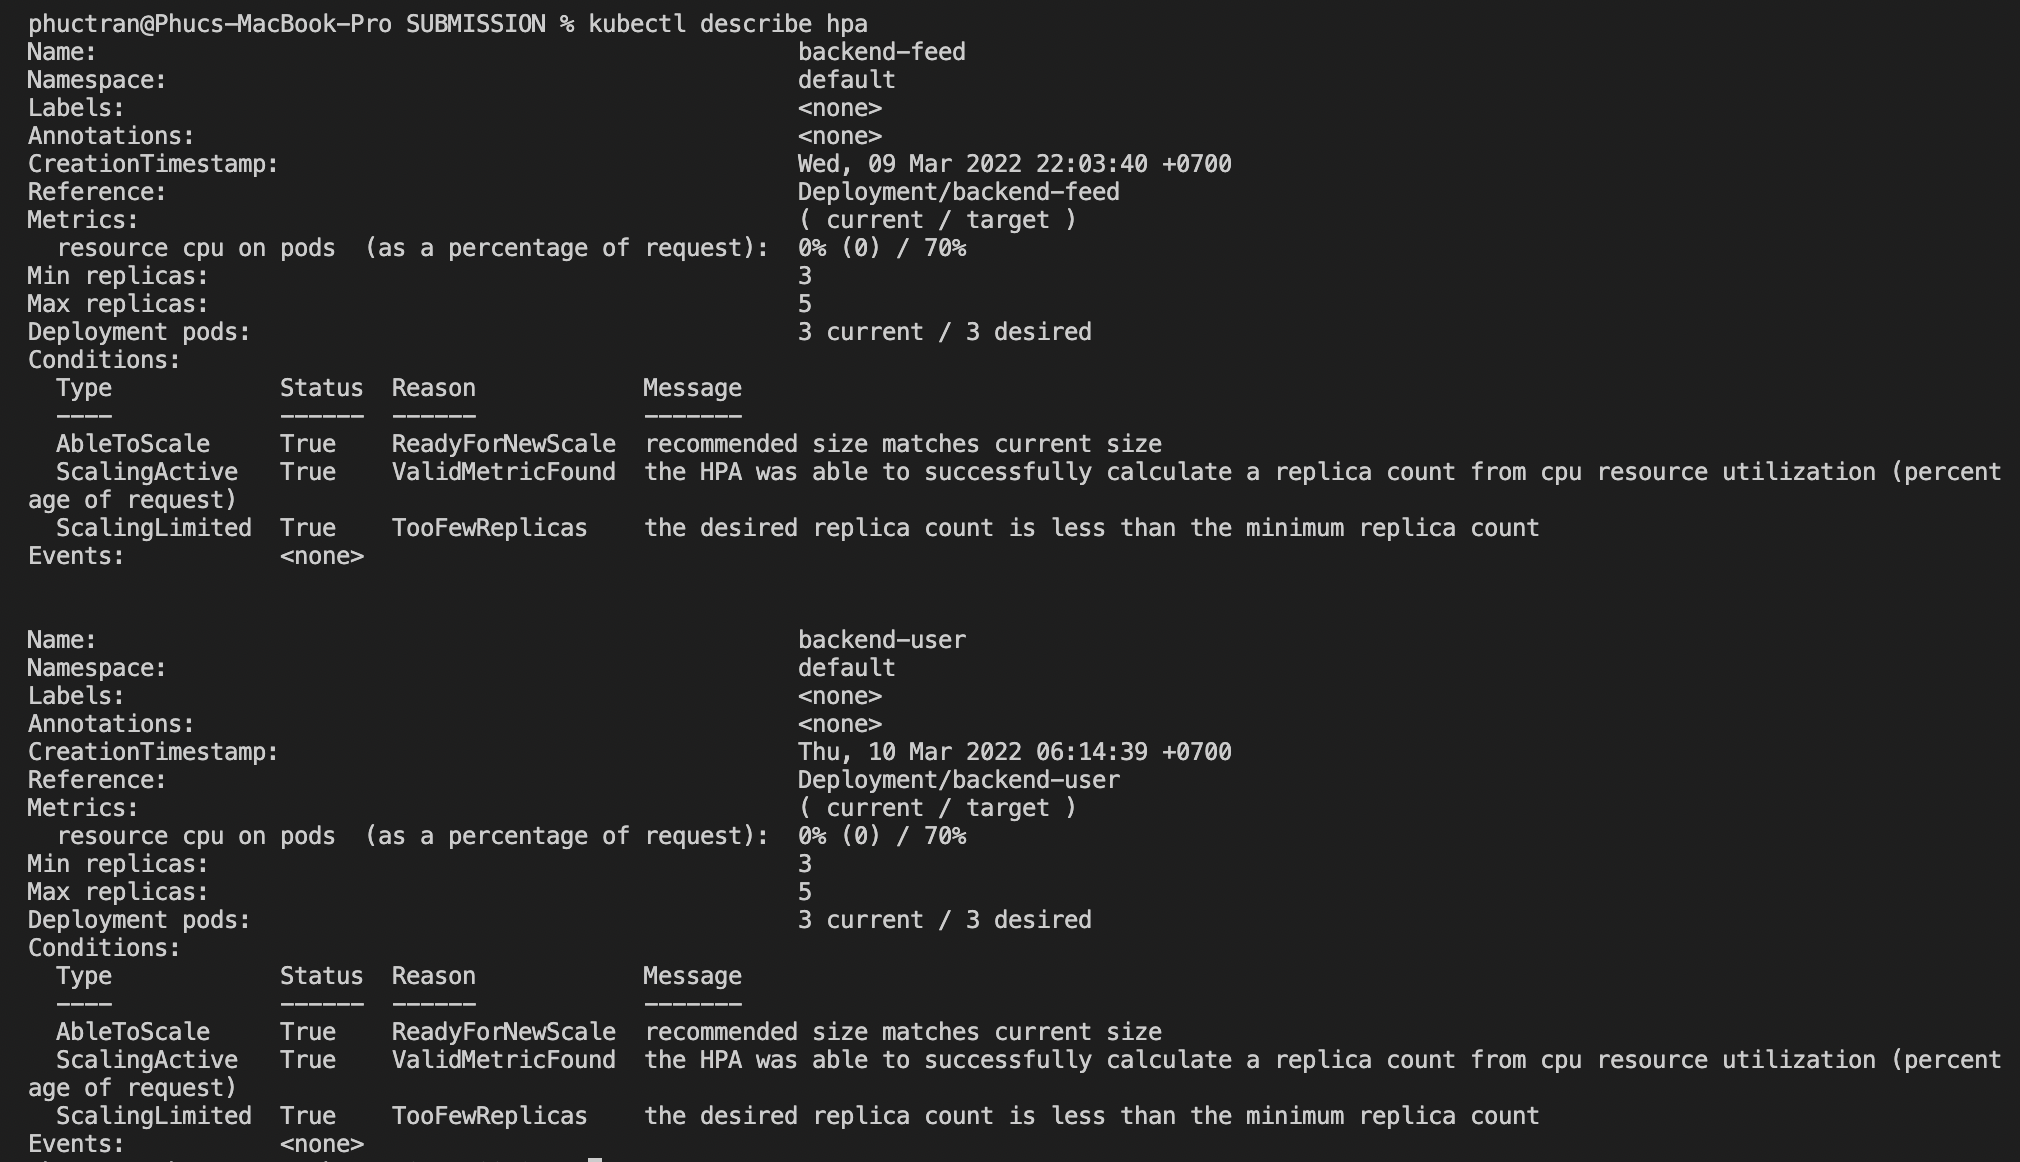 phuctran@Phucs-MacBook-Pro SUBMISSION % kubectl describe hpa
Name:                                                  backend-feed
Namespace:                                             default
Labels:                                                <none>
Annotations:                                           <none>
CreationTimestamp:                                     Wed, 09 Mar 2022 22:03:40 +0700
Reference:                                             Deployment/backend-feed
Metrics:                                               ( current / target )
  resource cpu on pods  (as a percentage of request):  0% (0) / 70%
Min replicas:                                          3
Max replicas:                                          5
Deployment pods:                                       3 current / 3 desired
Conditions:
  Type            Status  Reason            Message
  ----            ------  ------            -------
  AbleToScale     True    ReadyForNewScale  recommended size matches current size
  ScalingActive   True    ValidMetricFound  the HPA was able to successfully calculate a replica count from cpu resource utilization (percent
age of request)
  ScalingLimited  True    TooFewReplicas    the desired replica count is less than the minimum replica count
Events:           <none>
Name:                                                  backend-user
Namespace:                                             default
Labels:                                                <none>
Annotations:                                           <none>
CreationTimestamp:                                     Thu, 10 Mar 2022 06:14:39 +0700
Reference:                                             Deployment/backend-user
Metrics:                                               ( current / target )
  resource cpu on pods  (as a percentage of request):  0% (0) / 70%
Min replicas:                                          3
Max replicas:                                          5
Deployment pods:                                       3 current / 3 desired
Conditions:
  Type            Status  Reason            Message
  ----            ------  ------            -------
  AbleToScale     True    ReadyForNewScale  recommended size matches current size
  ScalingActive   True    ValidMetricFound  the HPA was able to successfully calculate a replica count from cpu resource utilization (percent
age of request)
  ScalingLimited  True    TooFewReplicas    the desired replica count is less than the minimum replica count
Events:           <none>